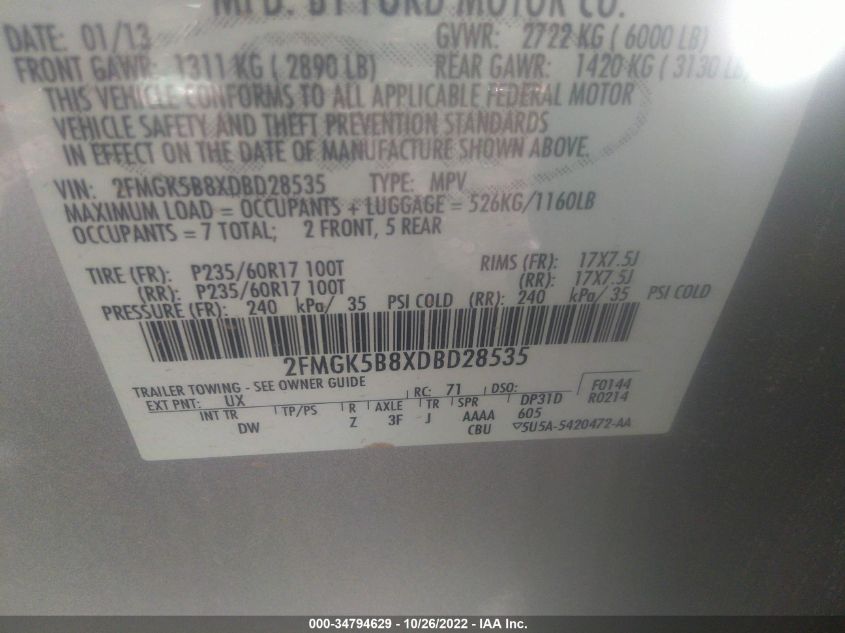 MFD. BY FORD MOTOR CO.
DATE: 01/13 GVWR: 2722 KG ( 6000 LB)
FRONT GAWR: 1311 KG ( 2890 LB) REAR GAWR: 1420 KG ( 3130 LB)
THIS VEHICLE CONFORMS TO ALL APPLICABLE FEDERAL MOTOR
VEHICLE SAFETY AND THEFT PREVENTION STANDARDS
IN EFFECT ON THE DATE OF MANUFACTURE SHOWN ABOVE.
VIN: 2FMGK5B8XDBD28535 TYPE: MPV
MAXIMUM LOAD = OCCUPANTS + LUGGAGE = 526KG/1160LB
OCCUPANTS = 7 TOTAL; 2 FRONT, 5 REAR
TIRE (FR): P235/60R17 100T RIMS (FR): 17X7.5J
(RR): P235/60R17 100T (RR): 17X7.5J
PRESSURE (FR): 240 kPa/ 35 PSI COLD (RR): 240 kPa/ 35 PSI COLD
2FMGK5B8XDBD28535
TRAILER TOWING - SEE OWNER GUIDE
EXT PNT: UX RC: 71 DSO: F0144
INT TR TP/PS R AXLE TR SPR DP31D R0214
DW Z 3F J AAAA 605
CBU ▽5U5A-5420472-AA
000-34794629 - 10/26/2022 - IAA Inc.